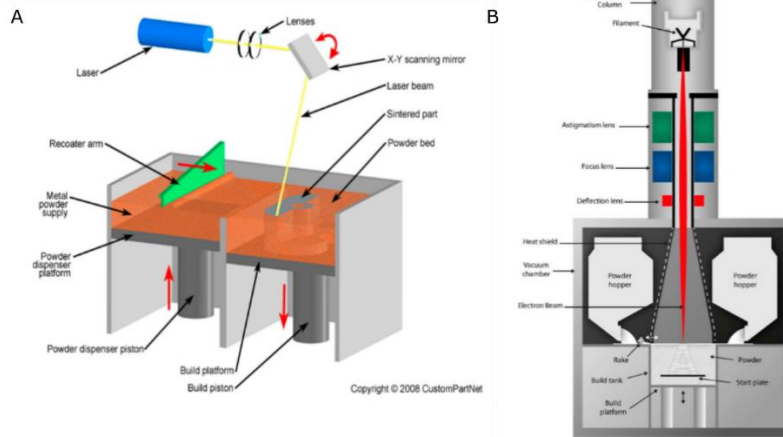 A
Lenses
X-Y scanning mirror
Laser
Laser beam
Sintered part
Recoater arm
Powder bed
Metal
powder
supply
Powder
dispenser
platform
Powder dispenser piston
Build platform
Build piston
Copyright © 2008 CustomPartNet
B
Column
Filament
Astigmatism lens
Focus lens
Deflection lens
Heat shield
Vacuum
chamber
Powder
hopper
Powder
hopper
Electron Beam
Rake
Powder
Build tank
Start plate
Build
platform